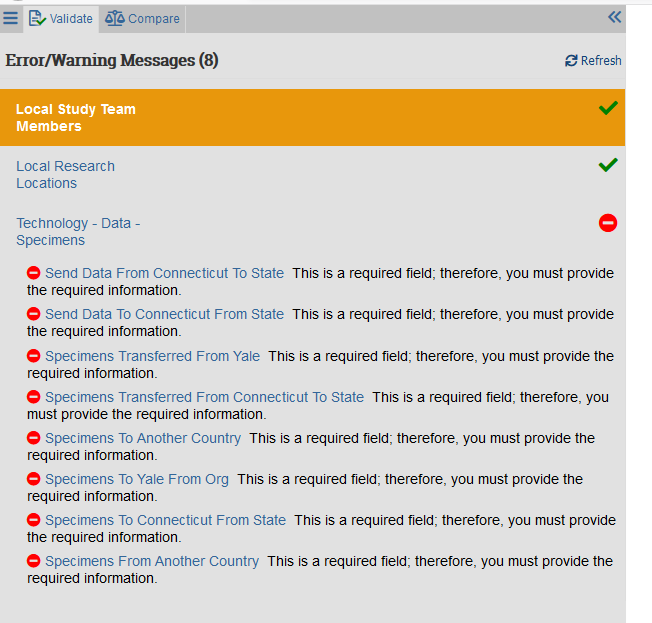 Validate Compare
Error/Warning Messages (8) Refresh
Local Study Team
Members
Local Research
Locations
Technology - Data -
Specimens
Send Data From Connecticut To State This is a required field; therefore, you must provide
the required information.
Send Data To Connecticut From State This is a required field; therefore, you must provide
the required information.
Specimens Transferred From Yale This is a required field; therefore, you must provide the
required information.
Specimens Transferred From Connecticut To State This is a required field; therefore, you
must provide the required information.
Specimens To Another Country This is a required field; therefore, you must provide the
required information.
Specimens To Yale From Org This is a required field; therefore, you must provide the
required information.
Specimens To Connecticut From State This is a required field; therefore, you must provide
the required information.
Specimens From Another Country This is a required field; therefore, you must provide the
required information.